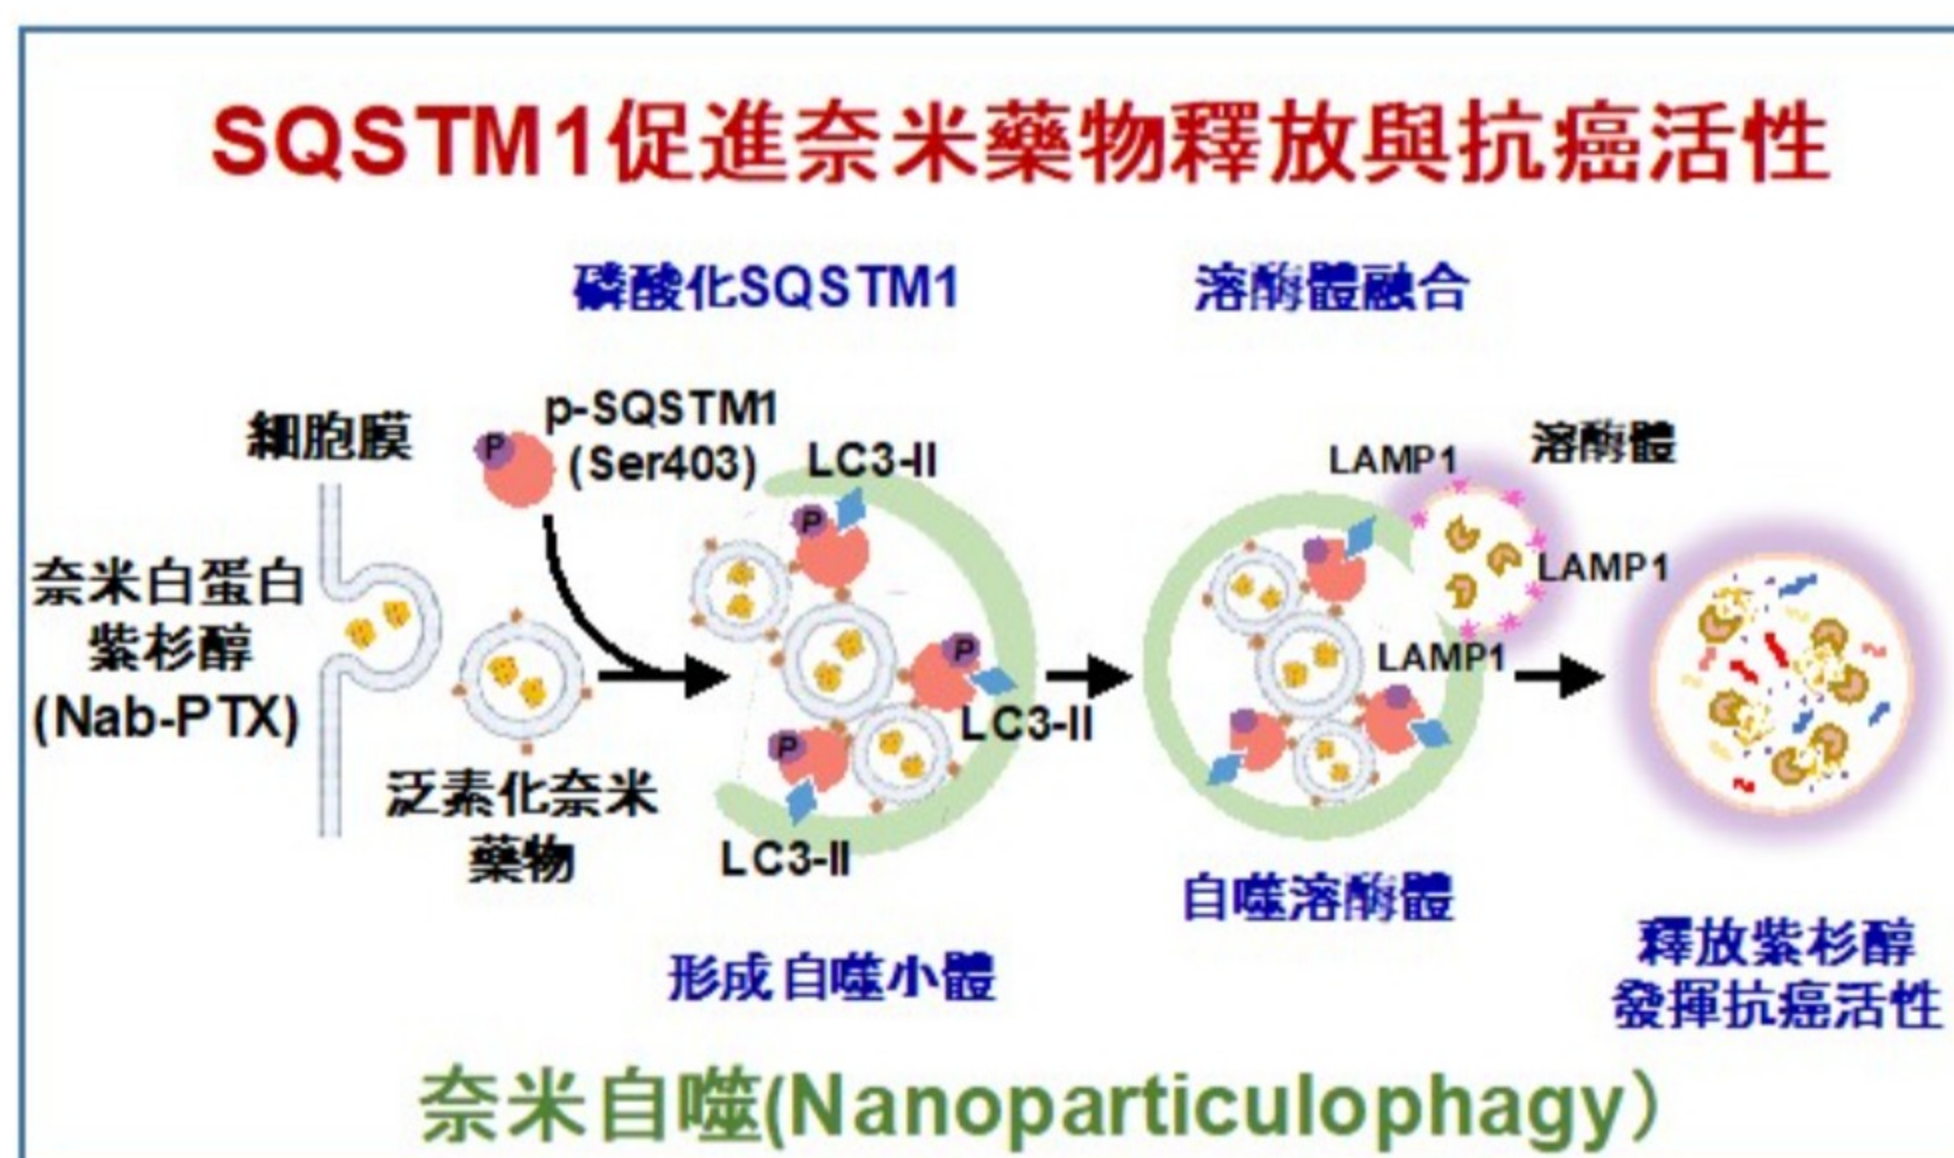 SQSTM1促進奈米藥物釋放與抗癌活性
磷酸化SQSTM1
溶酶體融合
細胞膜
p-SQSTM1
(Ser403)
P
LC3-II
P
LAMP1
溶酶體
奈米白蛋白
紫杉醇
(Nab-PTX)
LAMP1
P
LAMP1
LC3-II
P
泛素化奈米
藥物
LC3-II
自噬溶酶體
形成自噬小體
釋放紫杉醇
發揮抗癌活性
奈米自噬(Nanoparticulophagy)